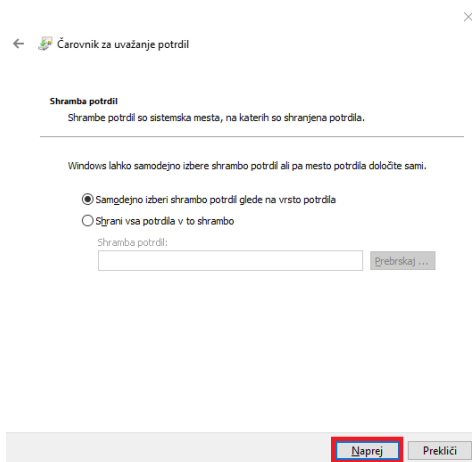 Čarovnik za uvažanje potrdil
Shramba potrdil
Shrambe potrdil so sistemska mesta, na katerih so shranjena potrdila.
Windows lahko samodejno izbere shrambo potrdil ali pa mesto potrdila določite sami.
Samodejno izberi shrambo potrdil glede na vrsto potrdila
Shrani vsa potrdila v to shrambo
Shramba potrdil:
Prebrskaj ...
Naprej Prekliči